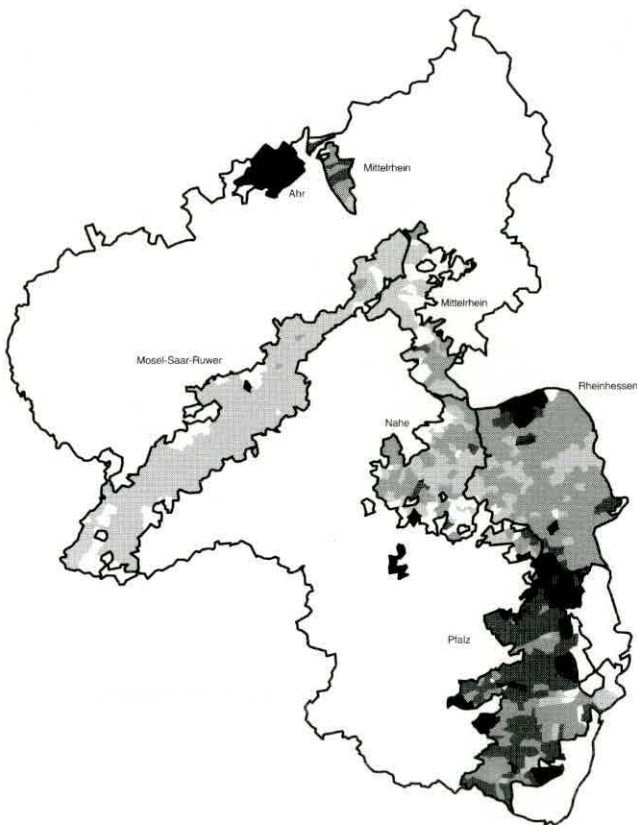 Mittelrhein
Ahr
Mittelrhein
Mosel-Saar-Ruwer
Rheinhessen
Nahe
Pfalz